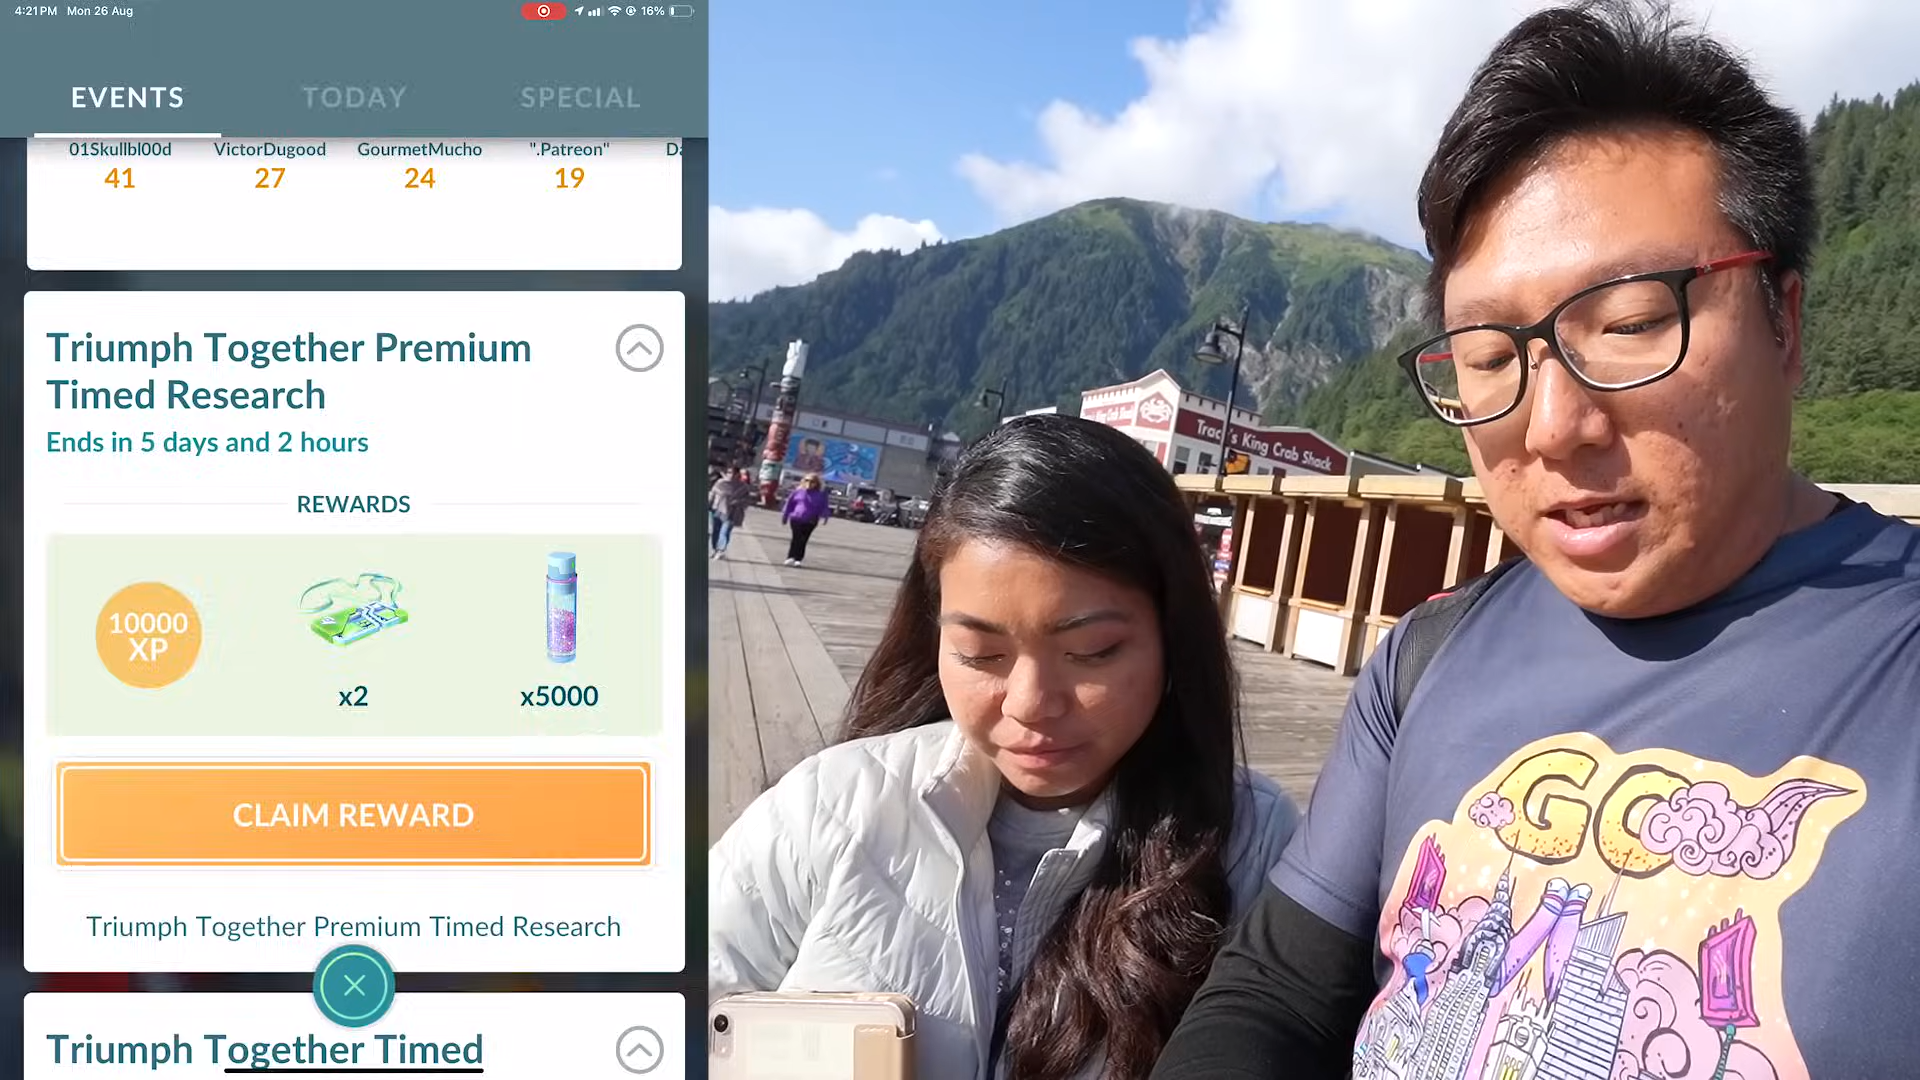 4:21PM Mon 26 Aug
16%
EVENTS
TODAY
SPECIAL
01Skullbl00d
VictorDugood
GourmetMucho
".Patreon"
41
27
24
19
Triumph Together Premium
Timed Research
Ends in 5 days and 2 hours
REWARDS
10000
XP
x2
x5000
CLAIM REWARD
Triumph Together Premium Timed Research
Triumph Together Timed
King Crab Shack
GO